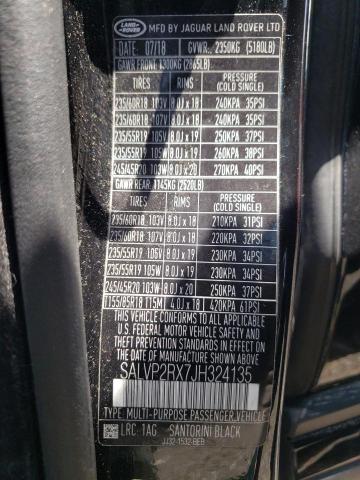 LAND ROVER MFD BY JAGUAR LAND ROVER LTD
DATE: 07/18 GVWR. 2350KG (5180LB)
GAWR FRONT 1300KG (2865LB)
TIRES RIMS PRESSURE (COLD SINGLE)
235/60R18 103V 8.0J x 18 240KPA 35PSI
235/60R18 107V 8.0J x 18 240KPA 35PSI
235/55R19 105V 8.0J x 19 250KPA 37PSI
235/55R19 105W 8.0J x 19 260KPA 38PSI
245/45R20 103W 8.0J x 20 270KPA 40PSI
GAWR REAR 1145KG (2520LB)
TIRES RIMS PRESSURE (COLD SINGLE)
235/60R18 103V 8.0J x 18 210KPA 31PSI
235/60R18 107V 8.0J x 18 220KPA 32PSI
235/55R19 105V 8.0J x 19 230KPA 34PSI
235/55R19 105W 8.0J x 19 230KPA 34PSI
245/45R20 103W 8.0J x 20 250KPA 37PSI
T155/85R18 115M 4.0J x 18 420KPA 61PSI
THIS VEHICLE CONFORMS TO ALL APPLICABLE
FEDERAL MOTOR VEHICLE SAFETY
STANDARDS IN EFFECT ON THE DATE OF
MANUFACTURE SHOWN ABOVE
SALVP2RX7JH324135
TYPE: MULTI-PURPOSE PASSENGER VEHICLE
LRC: 1AG SANTORINI BLACK
JJ32-1532-BEB